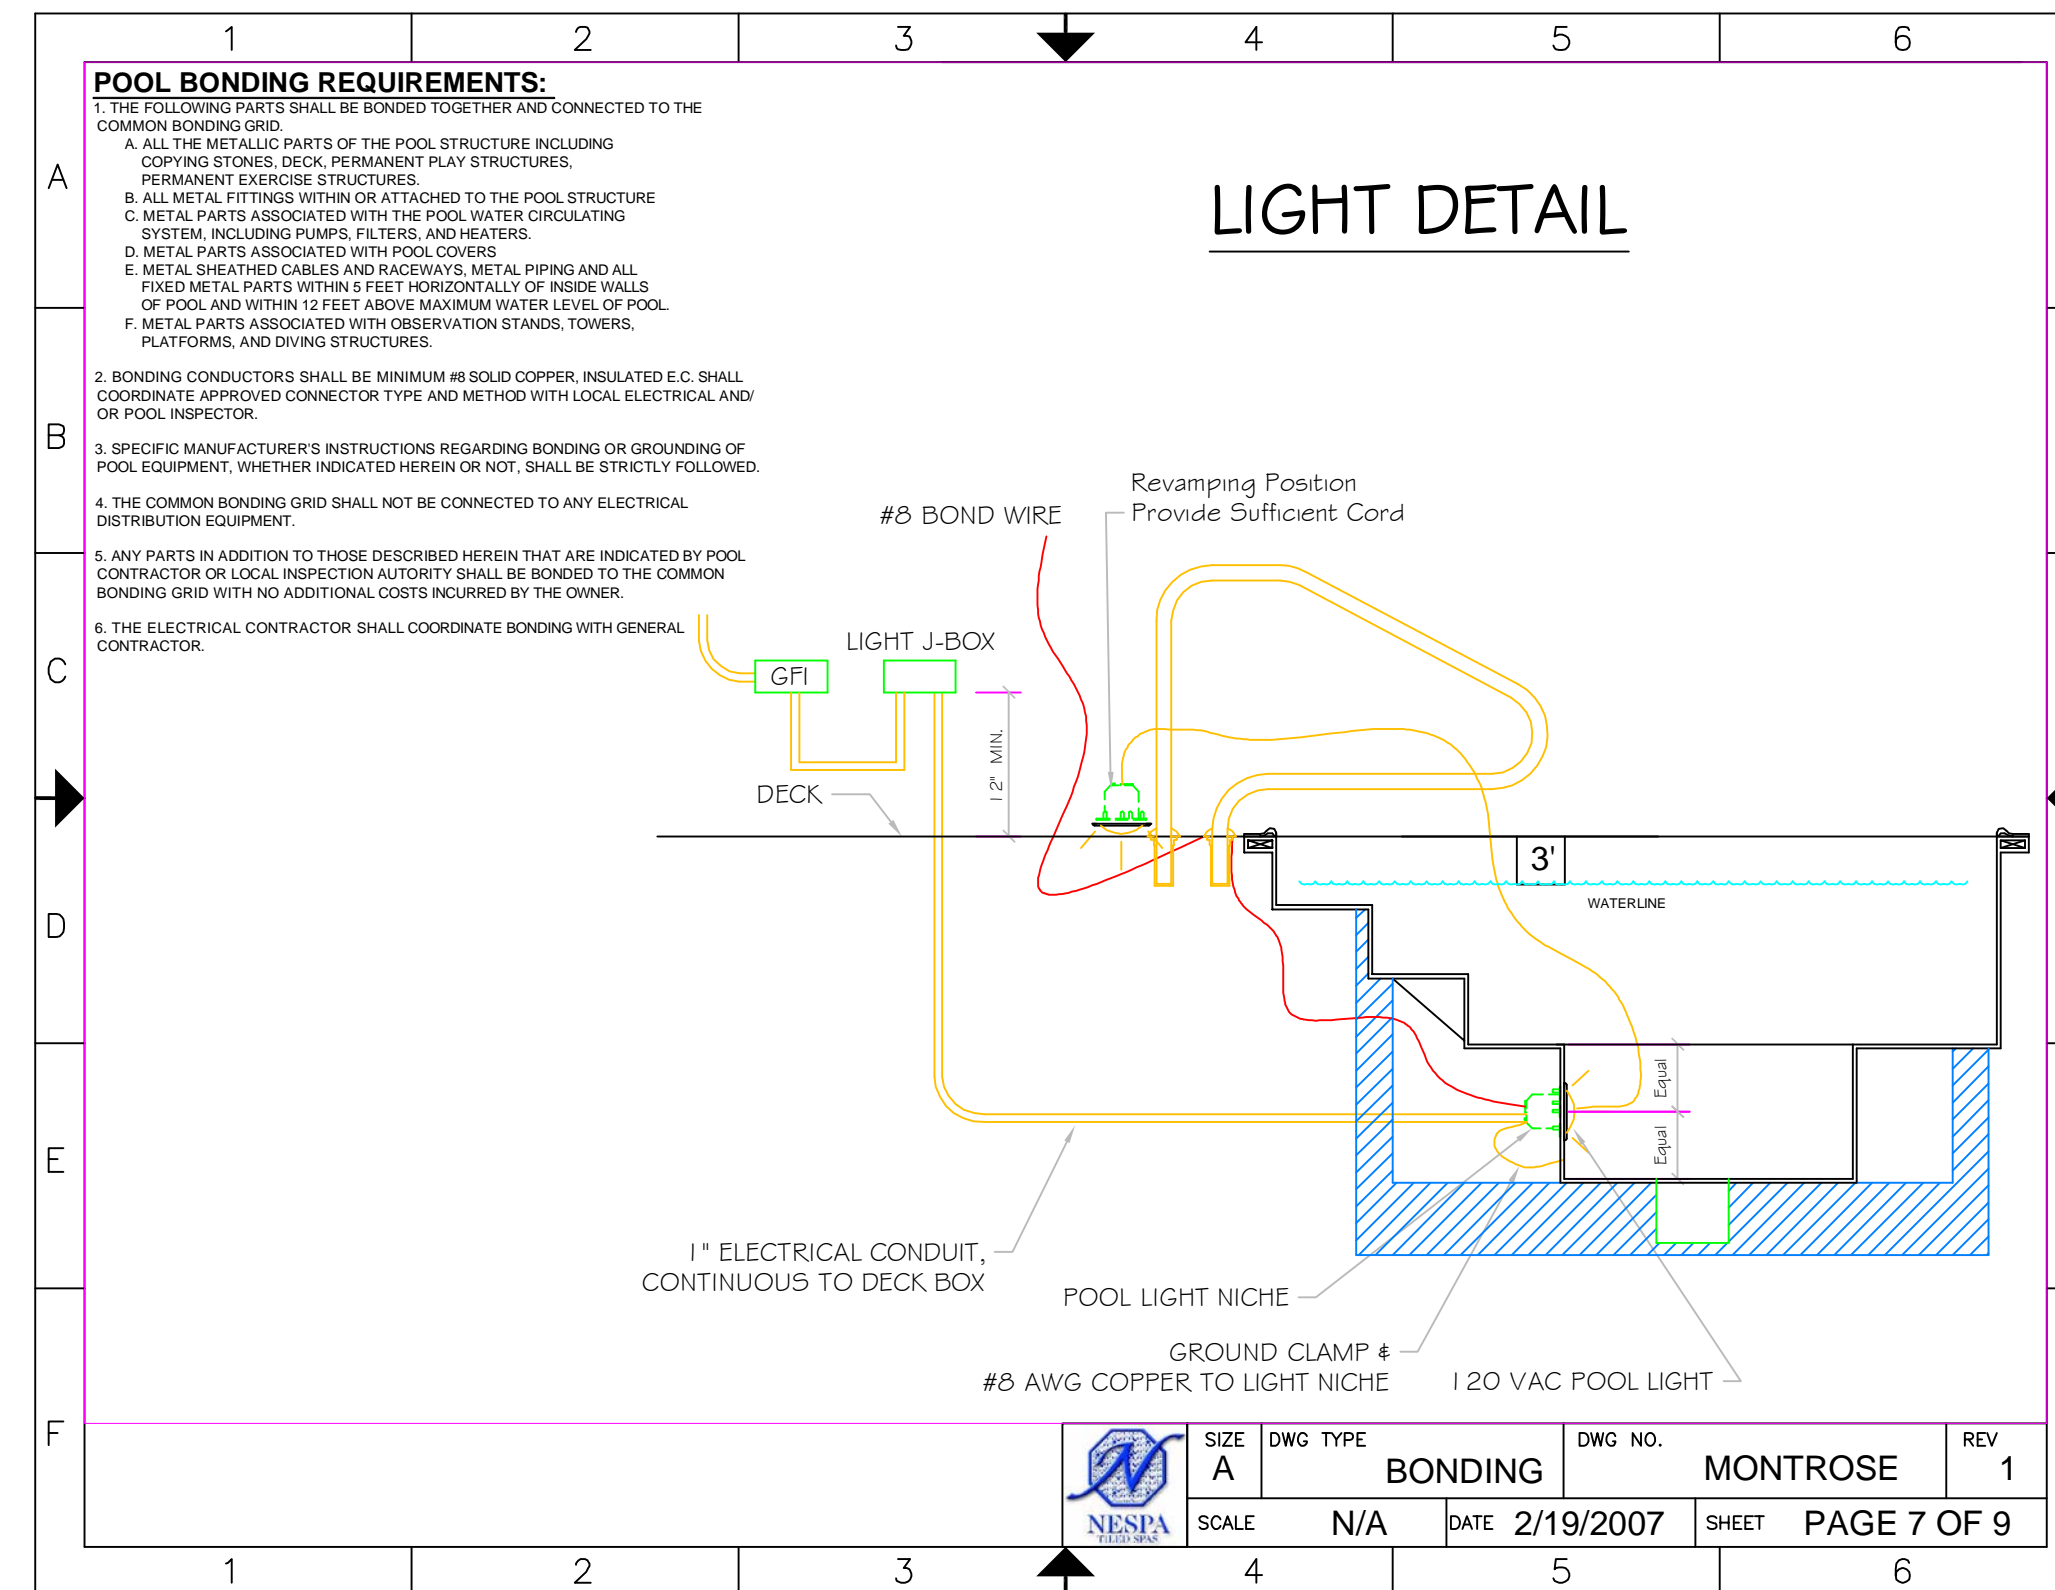 1 2 3 4 5 6
POOL BONDING REQUIREMENTS:
1. THE FOLLOWING PARTS SHALL BE BONDED TOGETHER AND CONNECTED TO THE
COMMON BONDING GRID.
A. ALL THE METALLIC PARTS OF THE POOL STRUCTURE INCLUDING
COPYING STONES, DECK, PERMANENT PLAY STRUCTURES,
PERMANENT EXERCISE STRUCTURES.
B. ALL METAL FITTINGS WITHIN OR ATTACHED TO THE POOL STRUCTURE
C. METAL PARTS ASSOCIATED WITH THE POOL WATER CIRCULATING
SYSTEM, INCLUDING PUMPS, FILTERS, AND HEATERS.
D. METAL PARTS ASSOCIATED WITH POOL COVERS
E. METAL SHEATHED CABLES AND RACEWAYS, METAL PIPING AND ALL
FIXED METAL PARTS WITHIN 5 FEET HORIZONTALLY OF INSIDE WALLS
OF POOL AND WITHIN 12 FEET ABOVE MAXIMUM WATER LEVEL OF POOL.
F. METAL PARTS ASSOCIATED WITH OBSERVATION STANDS, TOWERS,
PLATFORMS, AND DIVING STRUCTURES.
2. BONDING CONDUCTORS SHALL BE MINIMUM #8 SOLID COPPER, INSULATED E.C. SHALL
COORDINATE APPROVED CONNECTOR TYPE AND METHOD WITH LOCAL ELECTRICAL AND/
OR POOL INSPECTOR.
3. SPECIFIC MANUFACTURER'S INSTRUCTIONS REGARDING BONDING OR GROUNDING OF
POOL EQUIPMENT, WHETHER INDICATED HEREIN OR NOT, SHALL BE STRICTLY FOLLOWED.
4. THE COMMON BONDING GRID SHALL NOT BE CONNECTED TO ANY ELECTRICAL
DISTRIBUTION EQUIPMENT.
5. ANY PARTS IN ADDITION TO THOSE DESCRIBED HEREIN THAT ARE INDICATED BY POOL
CONTRACTOR OR LOCAL INSPECTION AUTORITY SHALL BE BONDED TO THE COMMON
BONDING GRID WITH NO ADDITIONAL COSTS INCURRED BY THE OWNER.
6. THE ELECTRICAL CONTRACTOR SHALL COORDINATE BONDING WITH GENERAL
CONTRACTOR.
A
B
C
D
E
F
LIGHT DETAIL
Revamping Position
Provide Sufficient Cord
#8 BOND WIRE
LIGHT J-BOX
GFI
12" MIN.
DECK
3'
WATERLINE
Equal
Equal
1" ELECTRICAL CONDUIT,
CONTINUOUS TO DECK BOX
POOL LIGHT NICHE
GROUND CLAMP &
#8 AWG COPPER TO LIGHT NICHE
120 VAC POOL LIGHT
N
NESPA
TILED SPAS
SIZE
A
DWG TYPE
BONDING
DWG NO.
MONTROSE
REV
1
SCALE N/A
DATE 2/19/2007
SHEET PAGE 7 OF 9
1 2 3 4 5 6